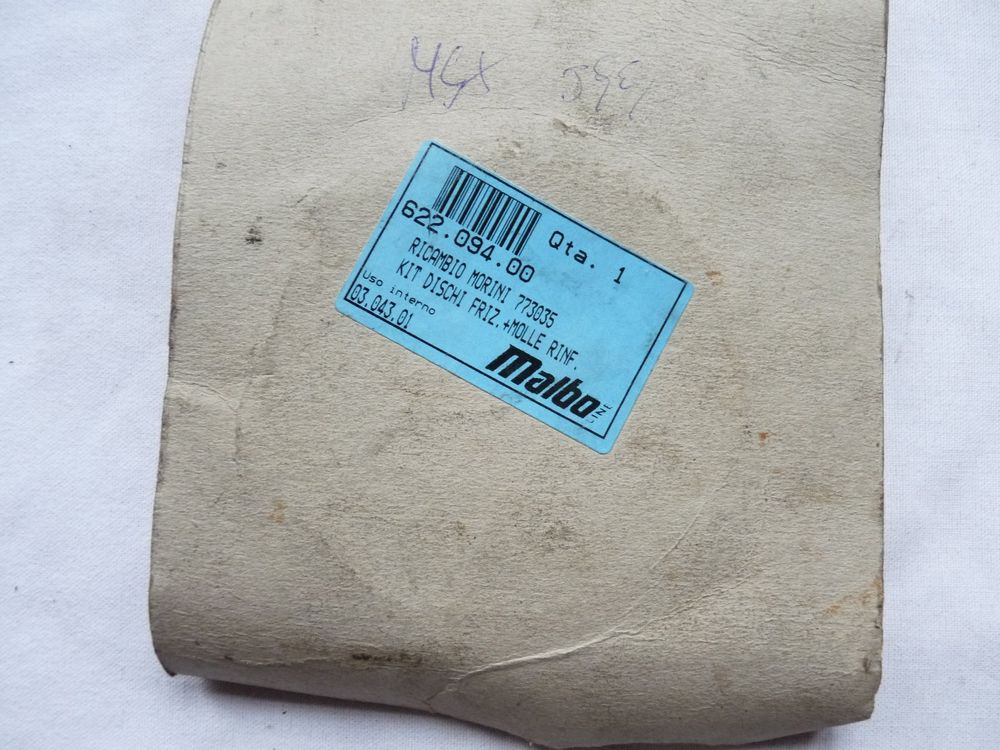 622.094.00 Qta. 1
RICAMBIO MORINI 773035
KIT DISCHI FRIZ.+MOLLE RINF.
Uso interno
03.043.01
Malbo
LINE